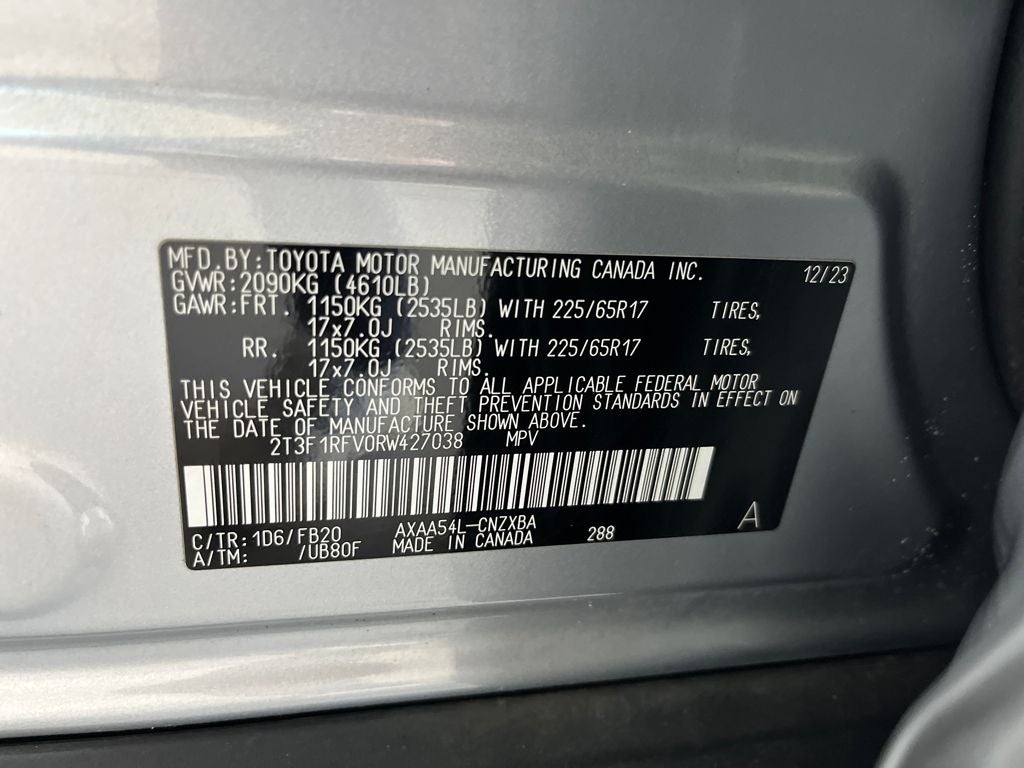 MFD.BY:TOYOTA MOTOR MANUFACTURING CANADA INC. 12/23
GVWR:2090KG (4610LB)
GAWR:FRT. 1150KG (2535LB) WITH 225/65R17 TIRES,
17x7.0J RIMS.
RR. 1150KG (2535LB) WITH 225/65R17 TIRES,
17x7.0J RIMS.
THIS VEHICLE CONFORMS TO ALL APPLICABLE FEDERAL MOTOR
VEHICLE SAFETY AND THEFT PREVENTION STANDARDS IN EFFECT ON
THE DATE OF MANUFACTURE SHOWN ABOVE.
2T3F1RFV0RW427038 MPV
C/TR:1D6/FB20 AXAA54L-CNZXBA 288 A
A/TM: /UB80F MADE IN CANADA